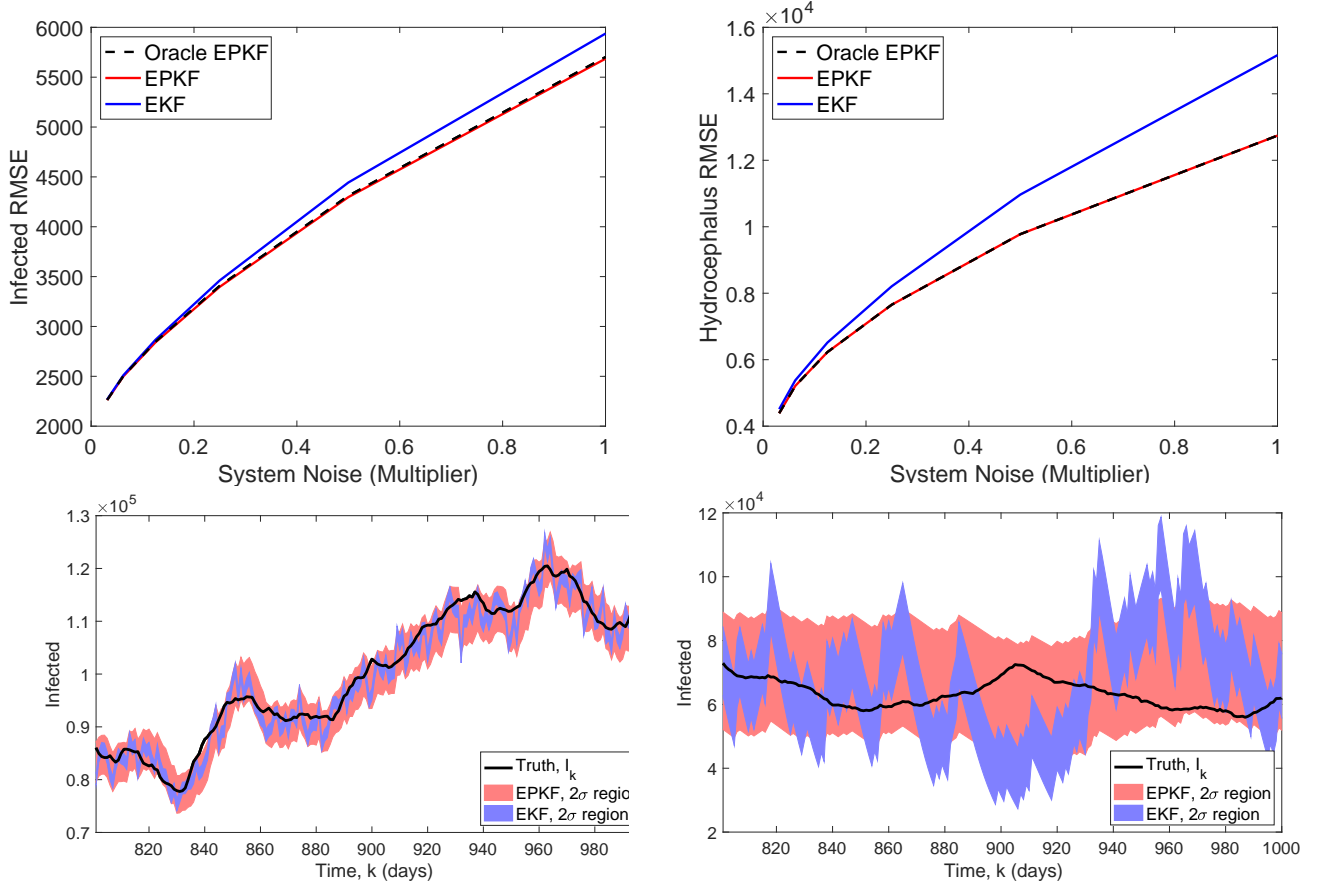 6000
5500
5000
4500
4000
3500
3000
2500
2000
Infected RMSE
Oracle EPKF
EPKF
EKF
0 0.2 0.4 0.6 0.8 1
System Noise (Multiplier)
×10⁴
1.6
1.4
1.2
1
0.8
0.6
0.4
Hydrocephalus RMSE
Oracle EPKF
EPKF
EKF
0 0.2 0.4 0.6 0.8 1
System Noise (Multiplier)
×10⁵
1.3
1.2
1.1
1
0.9
0.8
0.7
Infected
Truth, I_k
EPKF, 2σ regio
EKF, 2σ region
820 840 860 880 900 920 940 960 980
Time, k (days)
×10⁴
12
10
8
6
4
2
Infected
Truth, I_k
EPKF, 2σ region
EKF, 2σ region
820 840 860 880 900 920 940 960 980 1000
Time, k (days)